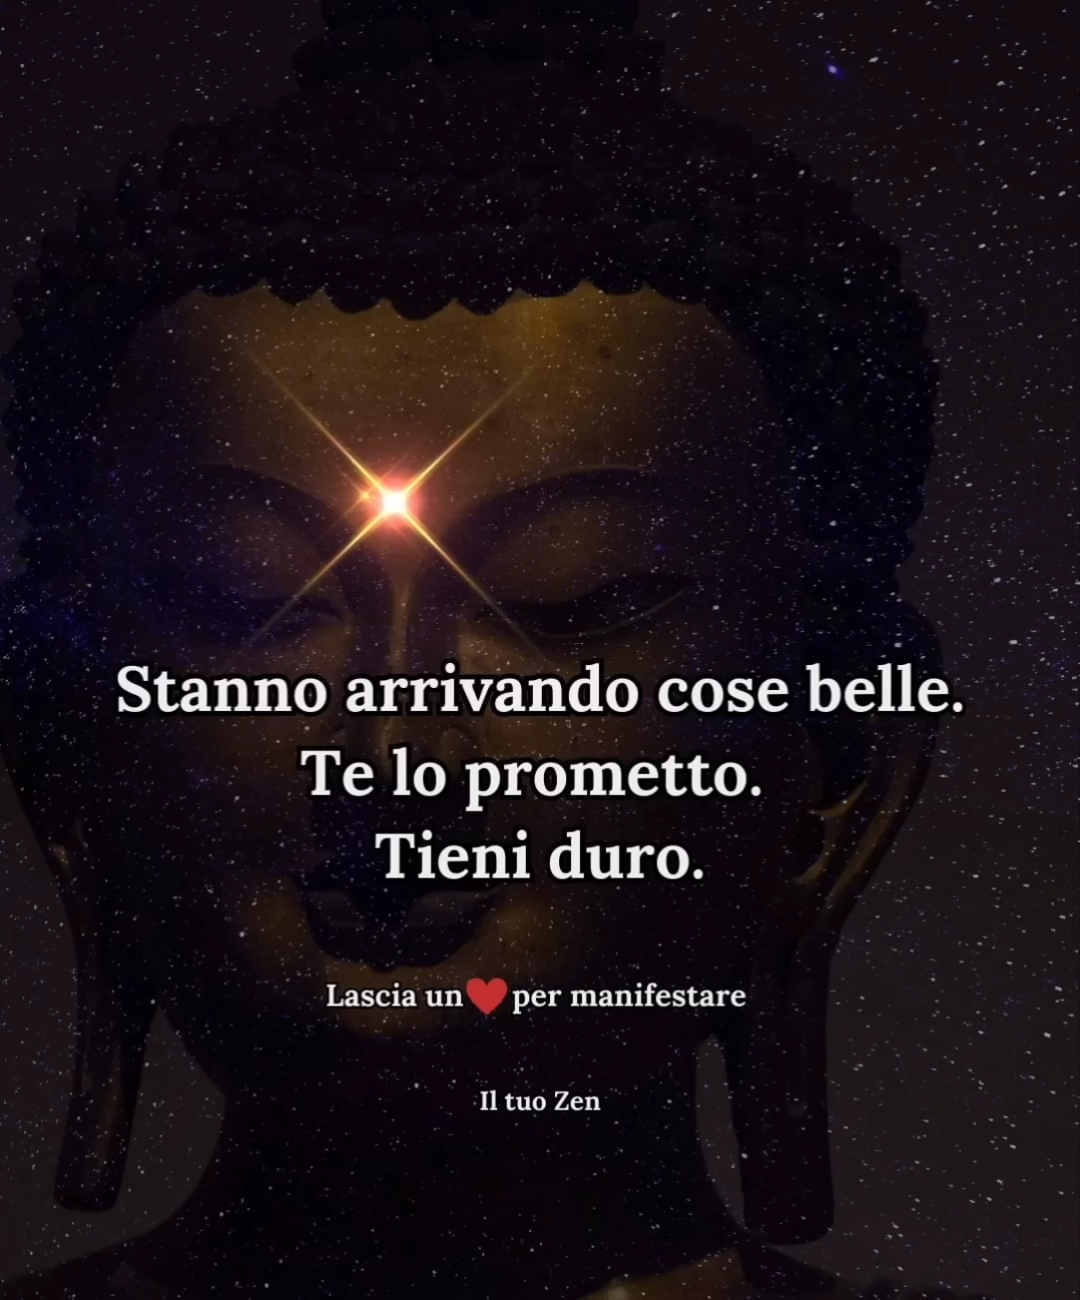 Stanno arrivando cose belle.
Te lo prometto.
Tieni duro.
Lascia un❤️per manifestare
Il tuo Zen